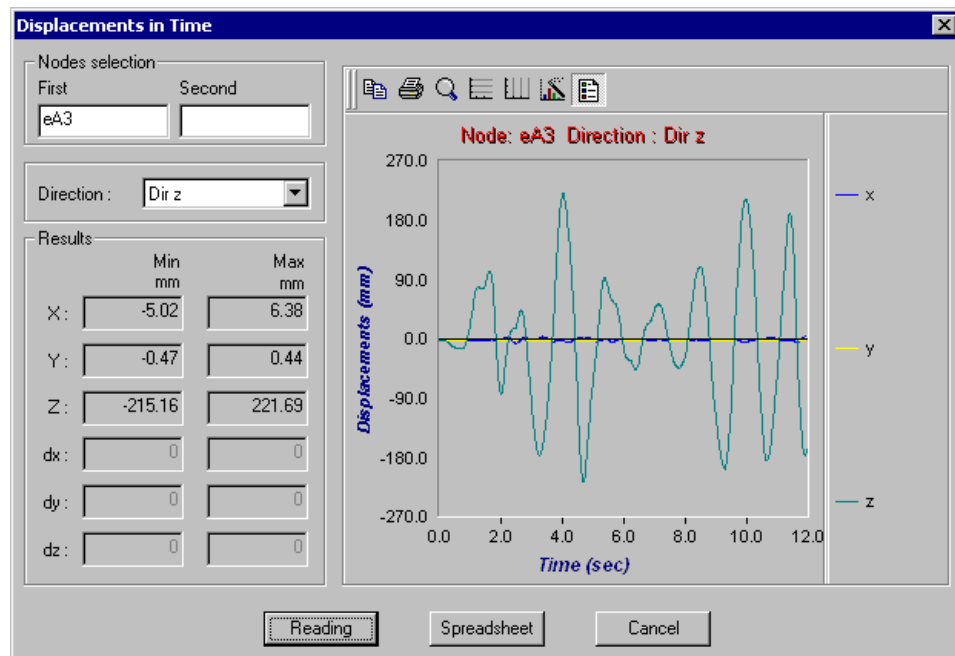 Displacements in Time
Nodes selection
First Second
eA3
Direction : Dir z
Results
Min Max
mm mm
X : -5.02 6.38
Y : -0.47 0.44
Z : -215.16 221.69
dx : 0 0
dy : 0 0
dz : 0 0
Node: eA3 Direction : Dir z
270.0
180.0
90.0
0.0
-90.0
-180.0
-270.0
Displacements (mm)
0.0 2.0 4.0 6.0 8.0 10.0 12.0
Time (sec)
x
y
z
Reading Spreadsheet Cancel